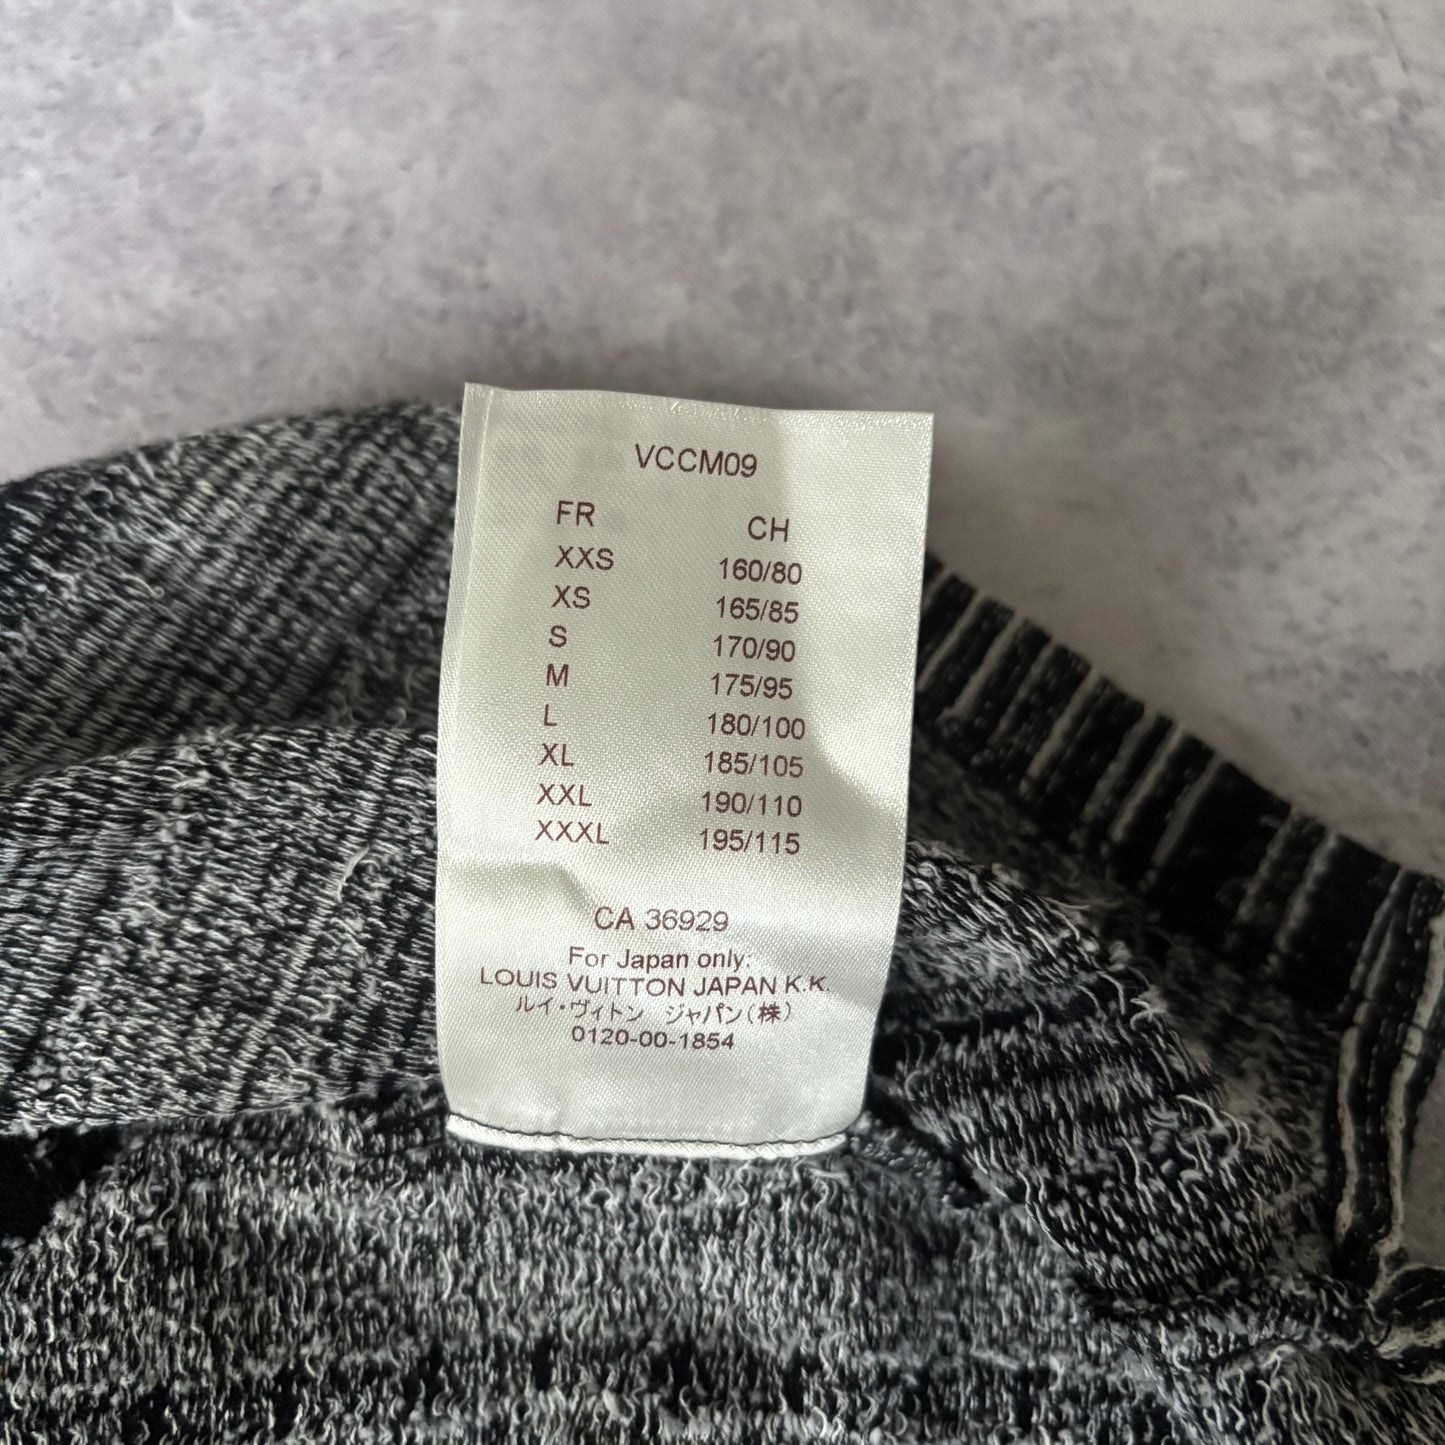 VCCM09
FR CH
XXS 160/80
XS 165/85
S 170/90
M 175/95
L 180/100
XL 185/105
XXL 190/110
XXXL 195/115
CA 36929
For Japan only:
LOUIS VUITTON JAPAN K.K.
ルイ・ヴィトン ジャパン(株)
0120-00-1854